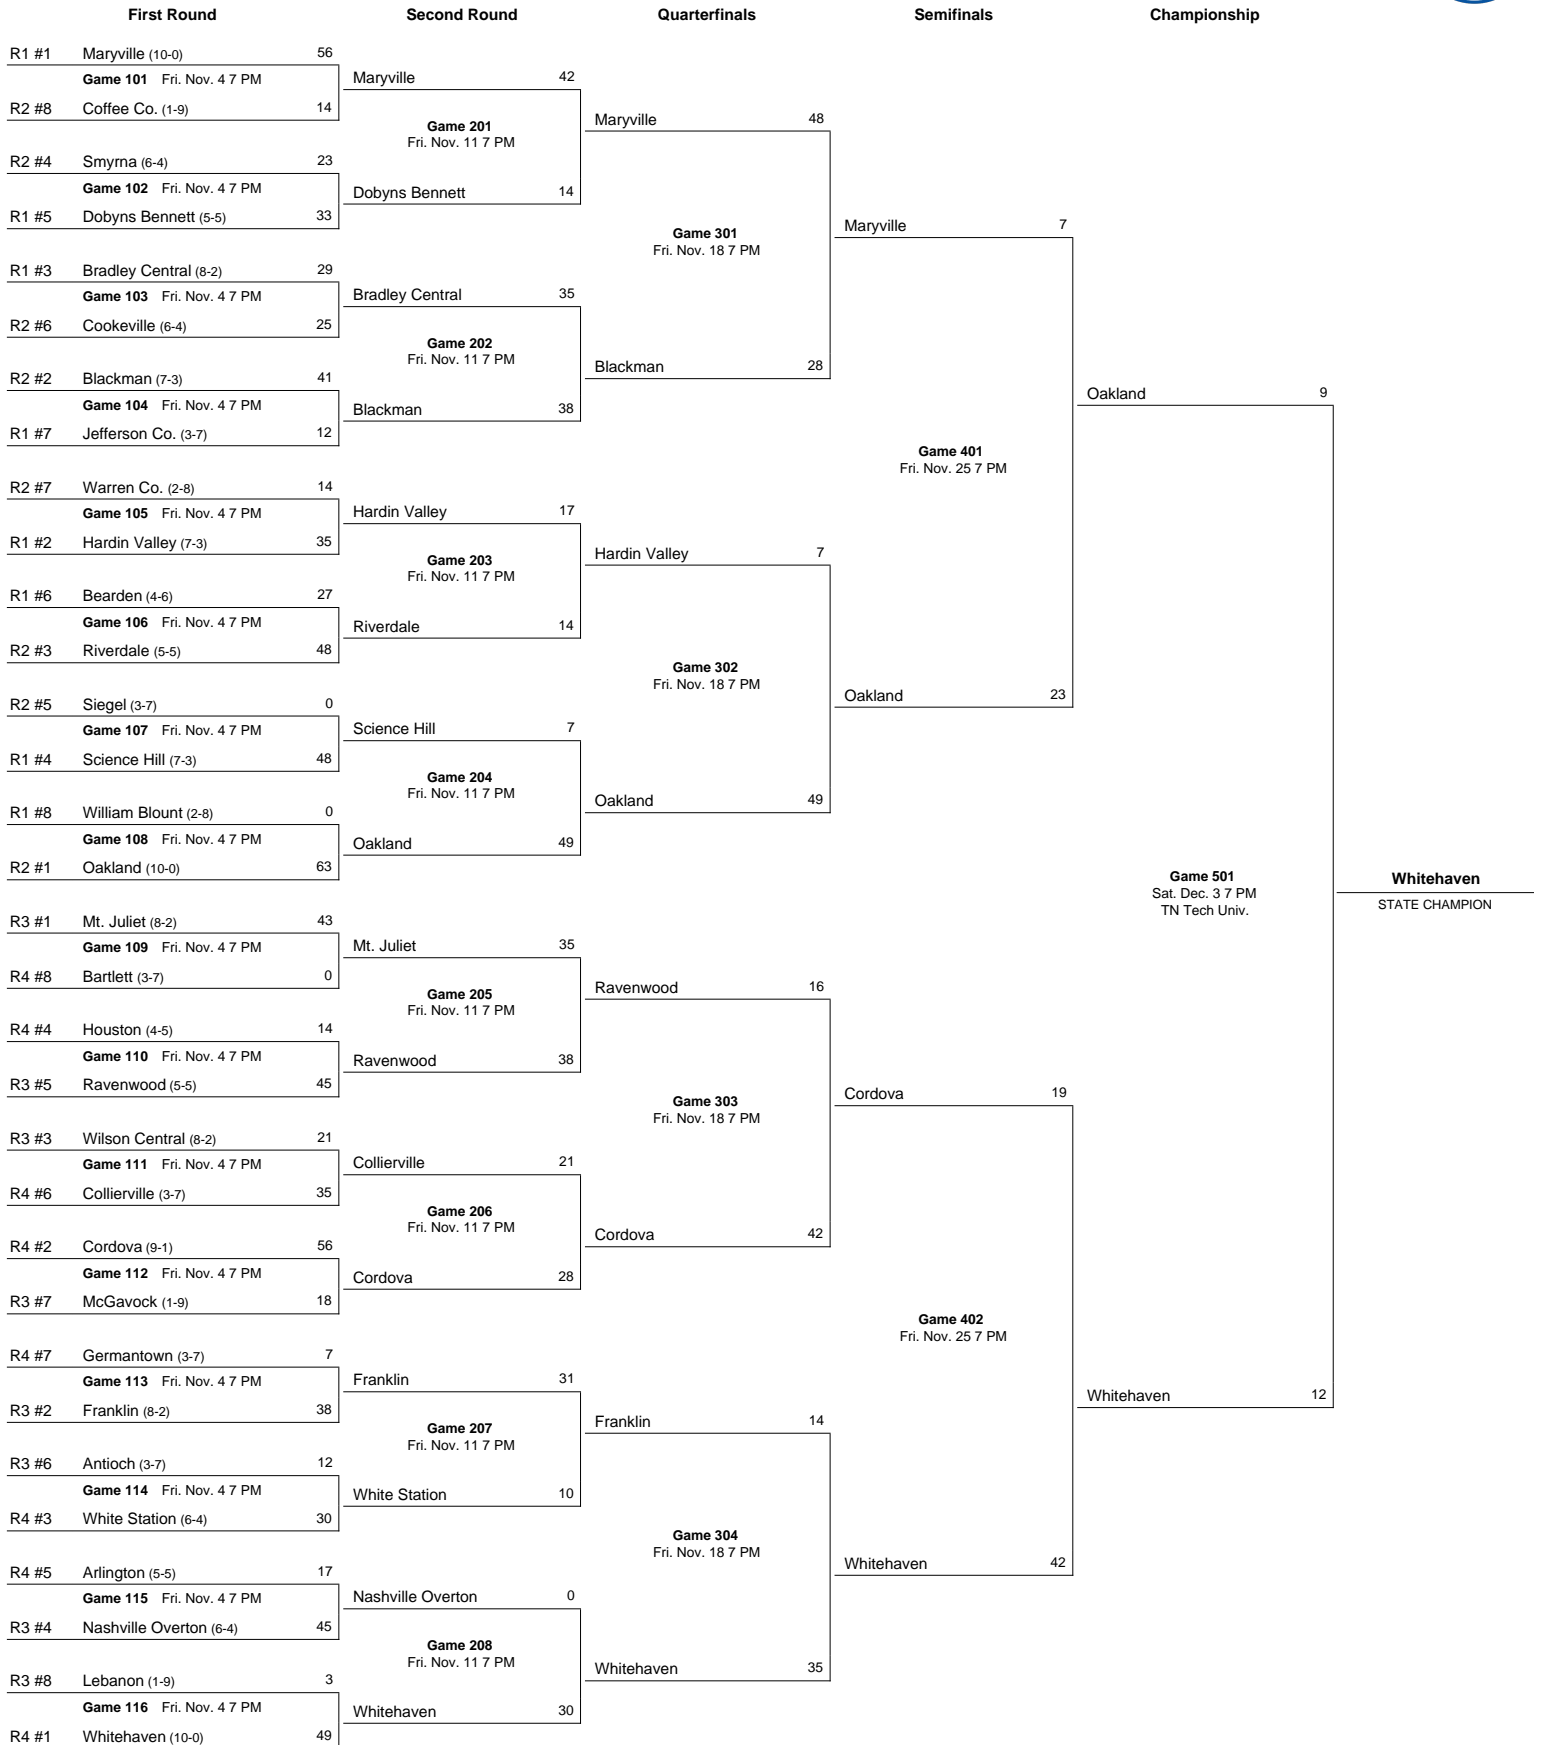 First Round Second Round Quarterfinals Semifinals Championship
R1 #1 Maryville (10-0) 56
Game 101 Fri. Nov. 4 7 PM
R2 #8 Coffee Co. (1-9) 14
R2 #4 Smyrna (6-4) 23
Game 102 Fri. Nov. 4 7 PM
R1 #5 Dobyns Bennett (5-5) 33
R1 #3 Bradley Central (8-2) 29
Game 103 Fri. Nov. 4 7 PM
R2 #6 Cookeville (6-4) 25
R2 #2 Blackman (7-3) 41
Game 104 Fri. Nov. 4 7 PM
R1 #7 Jefferson Co. (3-7) 12
R2 #7 Warren Co. (2-8) 14
Game 105 Fri. Nov. 4 7 PM
R1 #2 Hardin Valley (7-3) 35
R1 #6 Bearden (4-6) 27
Game 106 Fri. Nov. 4 7 PM
R2 #3 Riverdale (5-5) 48
R2 #5 Siegel (3-7) 0
Game 107 Fri. Nov. 4 7 PM
R1 #4 Science Hill (7-3) 48
R1 #8 William Blount (2-8) 0
Game 108 Fri. Nov. 4 7 PM
R2 #1 Oakland (10-0) 63
R3 #1 Mt. Juliet (8-2) 43
Game 109 Fri. Nov. 4 7 PM
R4 #8 Bartlett (3-7) 0
R4 #4 Houston (4-5) 14
Game 110 Fri. Nov. 4 7 PM
R3 #5 Ravenwood (5-5) 45
R3 #3 Wilson Central (8-2) 21
Game 111 Fri. Nov. 4 7 PM
R4 #6 Collierville (3-7) 35
R4 #2 Cordova (9-1) 56
Game 112 Fri. Nov. 4 7 PM
R3 #7 McGavock (1-9) 18
R4 #7 Germantown (3-7) 7
Game 113 Fri. Nov. 4 7 PM
R3 #2 Franklin (8-2) 38
R3 #6 Antioch (3-7) 12
Game 114 Fri. Nov. 4 7 PM
R4 #3 White Station (6-4) 30
R4 #5 Arlington (5-5) 17
Game 115 Fri. Nov. 4 7 PM
R3 #4 Nashville Overton (6-4) 45
R3 #8 Lebanon (1-9) 3
Game 116 Fri. Nov. 4 7 PM
R4 #1 Whitehaven (10-0) 49
Maryville 42
Game 201
Fri. Nov. 11 7 PM
Dobyns Bennett 14
Bradley Central 35
Game 202
Fri. Nov. 11 7 PM
Blackman 38
Hardin Valley 17
Game 203
Fri. Nov. 11 7 PM
Riverdale 14
Science Hill 7
Game 204
Fri. Nov. 11 7 PM
Oakland 49
Mt. Juliet 35
Game 205
Fri. Nov. 11 7 PM
Ravenwood 38
Collierville 21
Game 206
Fri. Nov. 11 7 PM
Cordova 28
Franklin 31
Game 207
Fri. Nov. 11 7 PM
White Station 10
Nashville Overton 0
Game 208
Fri. Nov. 11 7 PM
Whitehaven 30
Maryville 48
Game 301
Fri. Nov. 18 7 PM
Blackman 28
Hardin Valley 7
Game 302
Fri. Nov. 18 7 PM
Oakland 49
Ravenwood 16
Game 303
Fri. Nov. 18 7 PM
Cordova 42
Franklin 14
Game 304
Fri. Nov. 18 7 PM
Whitehaven 35
Maryville 7
Game 401
Fri. Nov. 25 7 PM
Oakland 23
Cordova 19
Game 402
Fri. Nov. 25 7 PM
Whitehaven 42
Oakland 9
Game 501
Sat. Dec. 3 7 PM
TN Tech Univ.
Whitehaven 12
Whitehaven
STATE CHAMPION